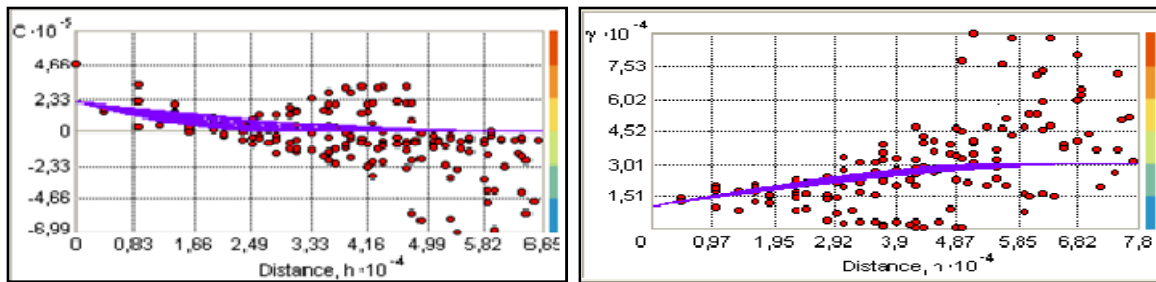 C ·10⁻⁵
4,66
2,33
0
-2,33
-4,66
-6,99
0 0,83 1,66 2,49 3,33 4,16 4,99 5,82 6,65
Distance, h ·10⁻⁴
γ ·10⁻⁴
7,53
6,02
4,52
3,01
1,51
0 0,97 1,95 2,92 3,9 4,87 5,85 6,82 7,8
Distance, h ·10⁻⁴